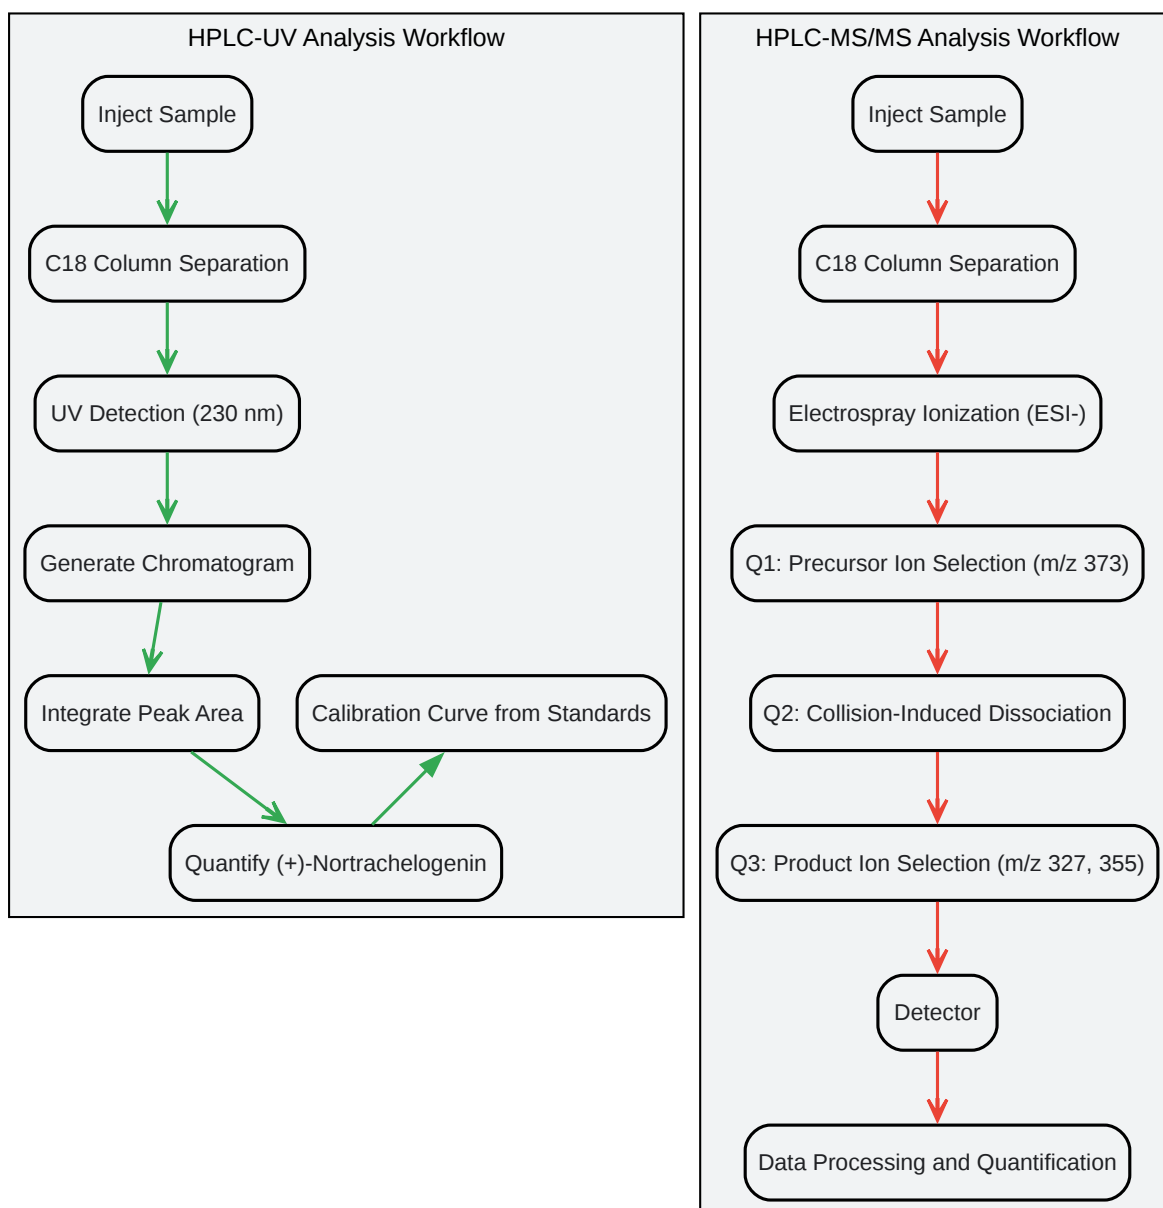 HPLC-UV Analysis Workflow
Inject Sample
C18 Column Separation
UV Detection (230 nm)
Generate Chromatogram
Integrate Peak Area
Calibration Curve from Standards
Quantify (+)-Nortrachelogenin
HPLC-MS/MS Analysis Workflow
Inject Sample
C18 Column Separation
Electrospray Ionization (ESI-)
Q1: Precursor Ion Selection (m/z 373)
Q2: Collision-Induced Dissociation
Q3: Product Ion Selection (m/z 327, 355)
Detector
Data Processing and Quantification